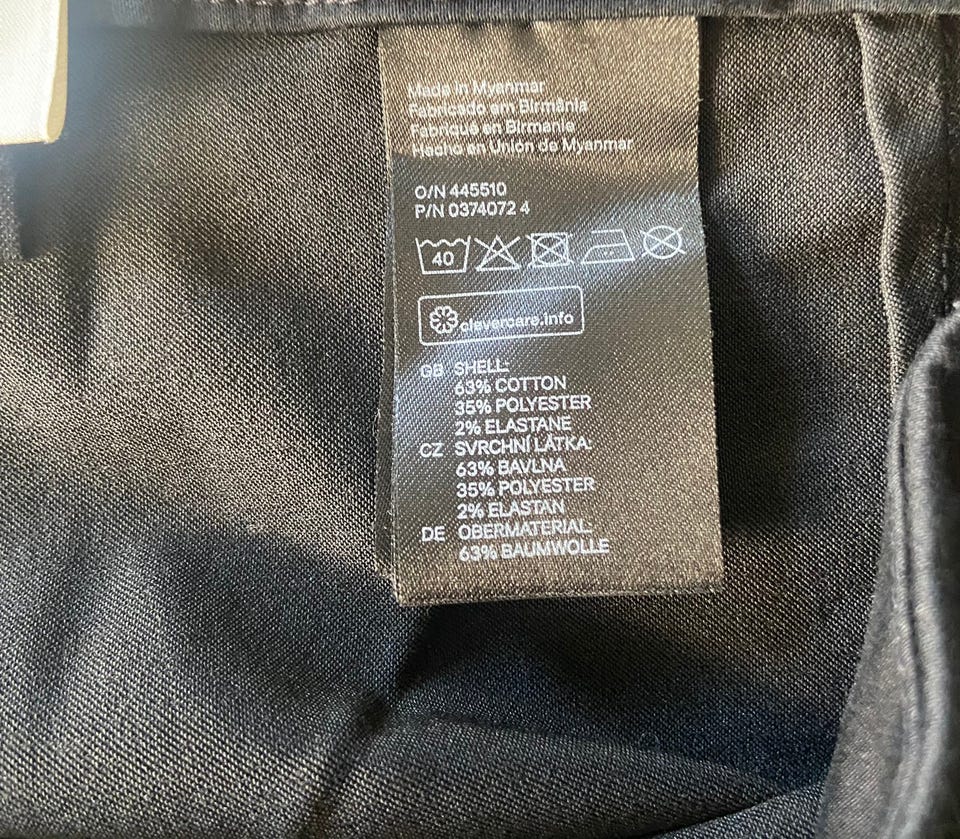 Made in Myanmar
Fabricado em Birmânia
Fabriqué en Birmanie
Hecho en Unión de Myanmar
O/N 445510
P/N 0374072 4
40
clevercare.info
GB SHELL:
63% COTTON
35% POLYESTER
2% ELASTANE
CZ SVRCHNÍ LÁTKA:
63% BAVLNA
35% POLYESTER
2% ELASTAN
DE OBERMATERIAL:
63% BAUMWOLLE